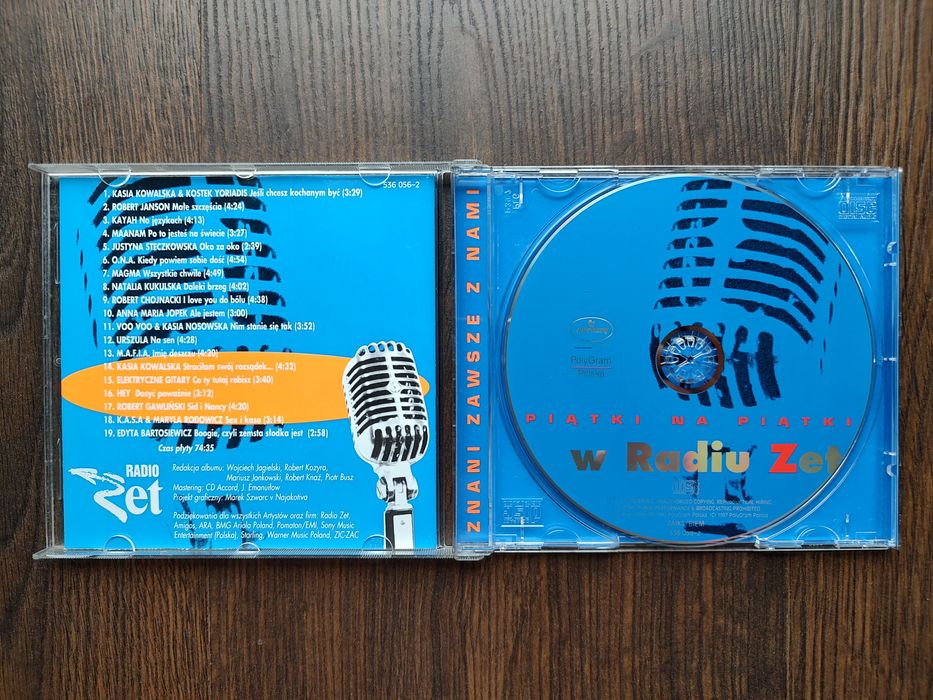 536 056-2
1. KASIA KOWALSKA & KOSTEK YORIADIS Jeśli chcesz kochanym być (3:29)
2. ROBERT JANSON Małe szczęścia (4:24)
3. KAYAH Na językach (4:13)
4. MAANAM Po to jesteś na świecie (3:27)
5. JUSTYNA STECZKOWSKA Oko za oko (2:39)
6. O.N.A. Kiedy powiem sobie dość (4:54)
7. MAGMA Wszystkie chwile (4:49)
8. NATALIA KUKULSKA Daleki brzeg (4:02)
9. ROBERT CHOJNACKI I love you do bólu (4:38)
10. ANNA MARIA JOPEK Ale jestem (3:00)
11. VOO VOO & KASIA NOSOWSKA Nim stanie się tak (3:52)
12. URSZULA Na sen (4:28)
13. M.A.F.I.A. Imię deszczu (4:20)
14. KASIA KOWALSKA Straciłam swój rozsądek... (4:32)
15. ELEKTRYCZNE GITARY Co ty tutaj robisz (3:40)
16. HEY Dosyć poważnie (3:12)
17. ROBERT GAWLIŃSKI Sid i Nancy (4:20)
18. K.A.S.A & MARYLA RODOWICZ Sex i kasa (3:14)
19. EDYTA BARTOSIEWICZ Boogie, czyli zemsta słodka jest (2:58)
Czas płyty 74:35
RADIO
Zet
Redakcja albumu: Wojciech Jagielski, Robert Kozyra,
Mariusz Jankowski, Robert Knaź, Piotr Busz
Mastering: CD Accord, J. Emanuiłow
Projekt graficzny: Marek Szwarc v Najakotva
Podziękowania dla wszystkich Artystów oraz firm: Radio Zet,
Amigos, ARA, BMG Ariola Poland, Pomaton/EMI, Sony Music
Entertainment (Polska), Starling, Warner Music Poland, ZIC-ZAC
ZNANI ZAWSZE Z NAMI
PolyGram
Polska
PIĄTKI NA PIĄTKI
w Radiu Zet
ZAIKS/BIEM
536 056-2